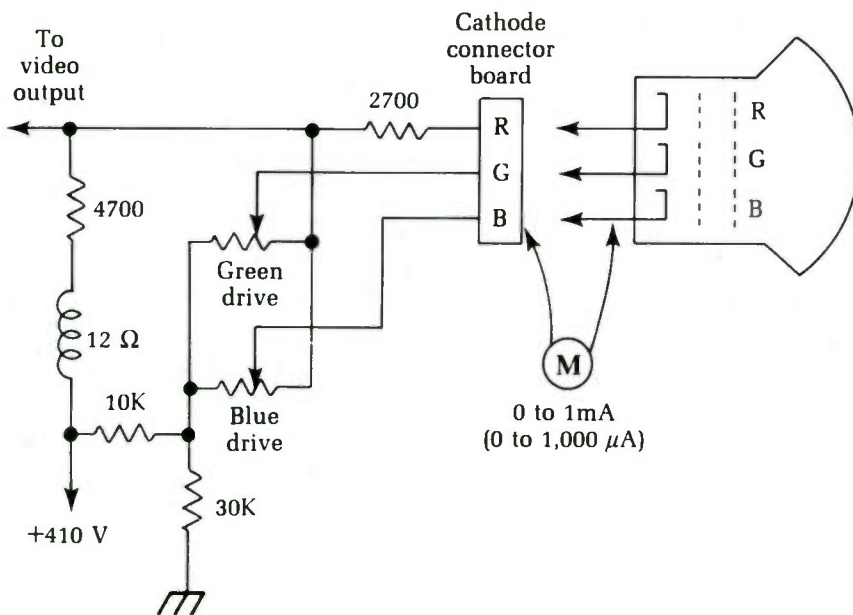 To
video
output
Cathode
connector
board
2700
R
G
B
R
G
B
4700
Green
drive
12 Ω
Blue
drive
10K
M
0 to 1mA
(0 to 1,000 μA)
30K
+410 V